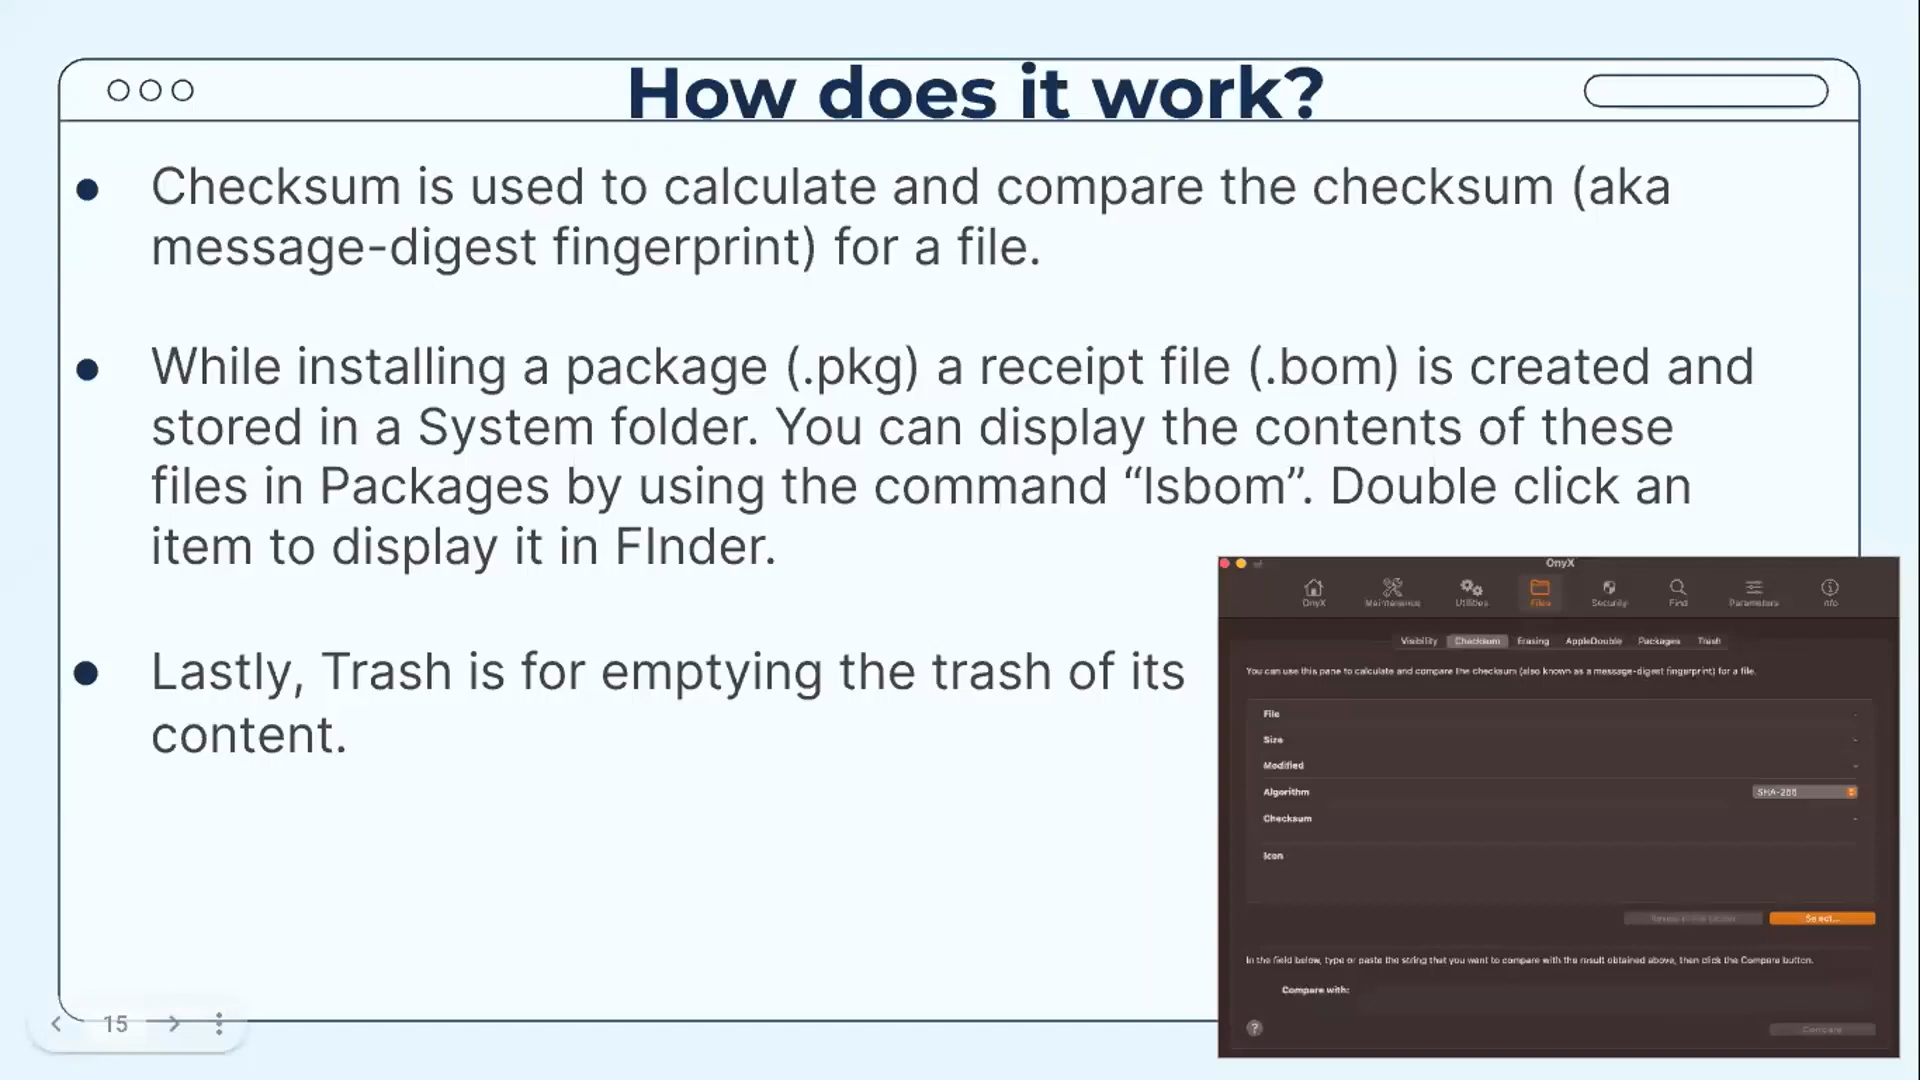 How does it work?
● Checksum is used to calculate and compare the checksum (aka
message-digest fingerprint) for a file.
● While installing a package (.pkg) a receipt file (.bom) is created and
stored in a System folder. You can display the contents of these
files in Packages by using the command “lsbom”. Double click an
item to display it in FInder.
● Lastly, Trash is for emptying the trash of its
content.
OnyX
OnyX Maintenance Utilities Files Security Find Parameters Info
Visibility Checksum Erasing AppleDouble Packages Trash
You can use this pane to calculate and compare the checksum (also known as a message-digest fingerprint) for a file.
File -
Size -
Modified -
Algorithm
Checksum -
Icon
Select...
In the field below, type or paste the string that you want to compare with the result obtained above, then click the Compare button.
Compare with:
? Compare
15